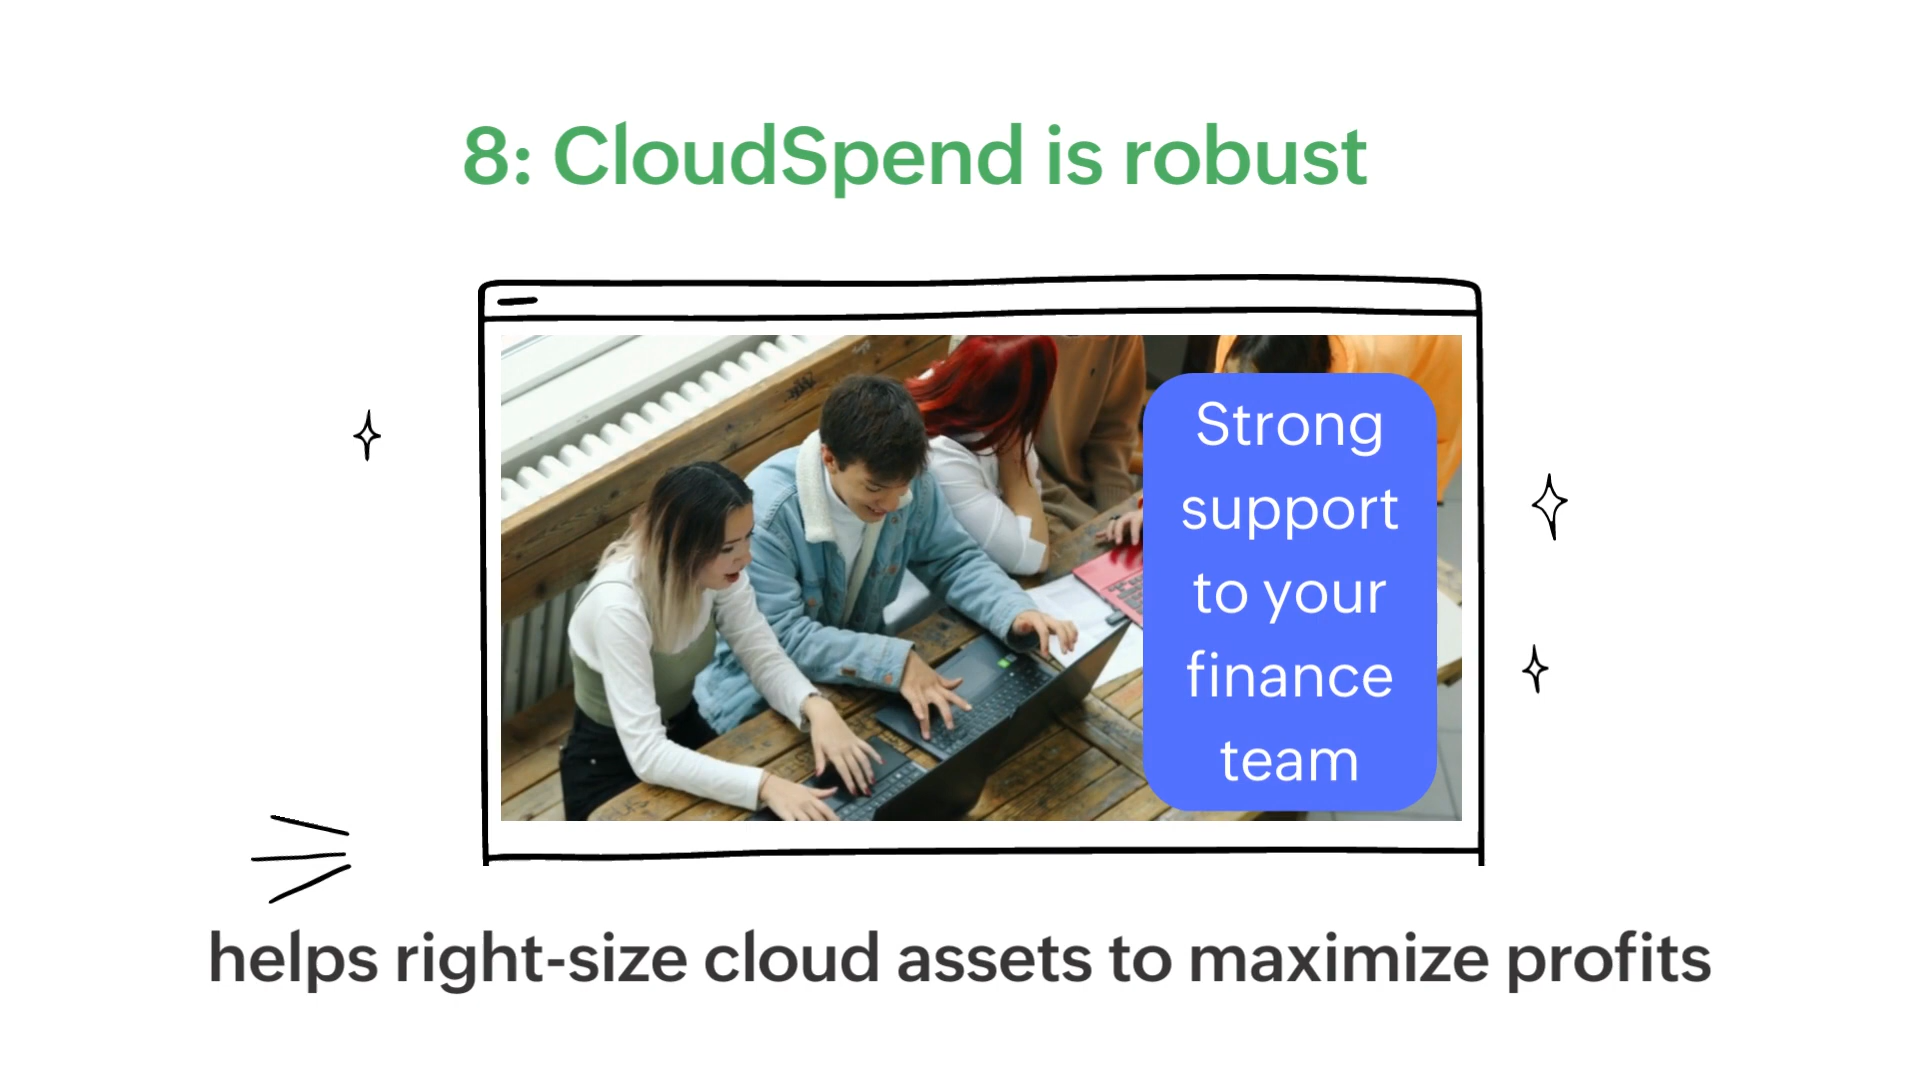 8: CloudSpend is robust
Strong
support
to your
finance
team
helps right-size cloud assets to maximize profits